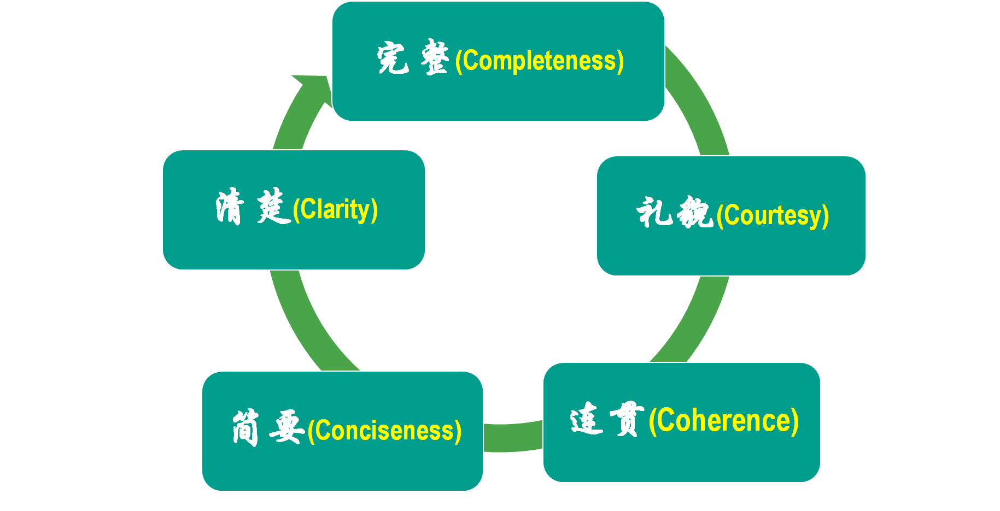 完整(Completeness)
礼貌(Courtesy)
连贯(Coherence)
简要(Conciseness)
清楚(Clarity)